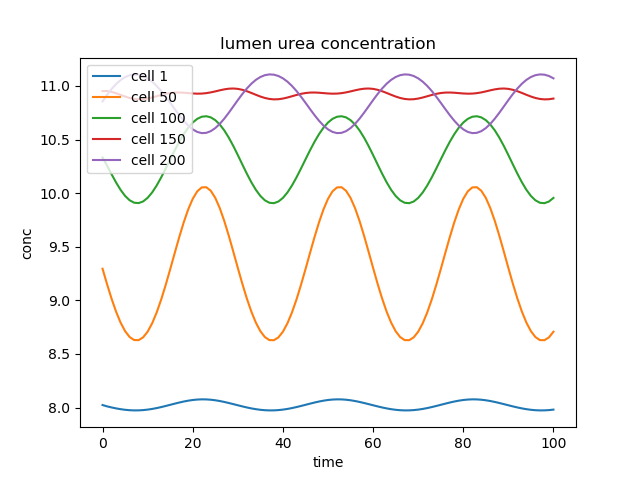 lumen urea concentration
cell 1
cell 50
cell 100
cell 150
cell 200
conc
11.0
10.5
10.0
9.5
9.0
8.5
8.0
0 20 40 60 80 100
time